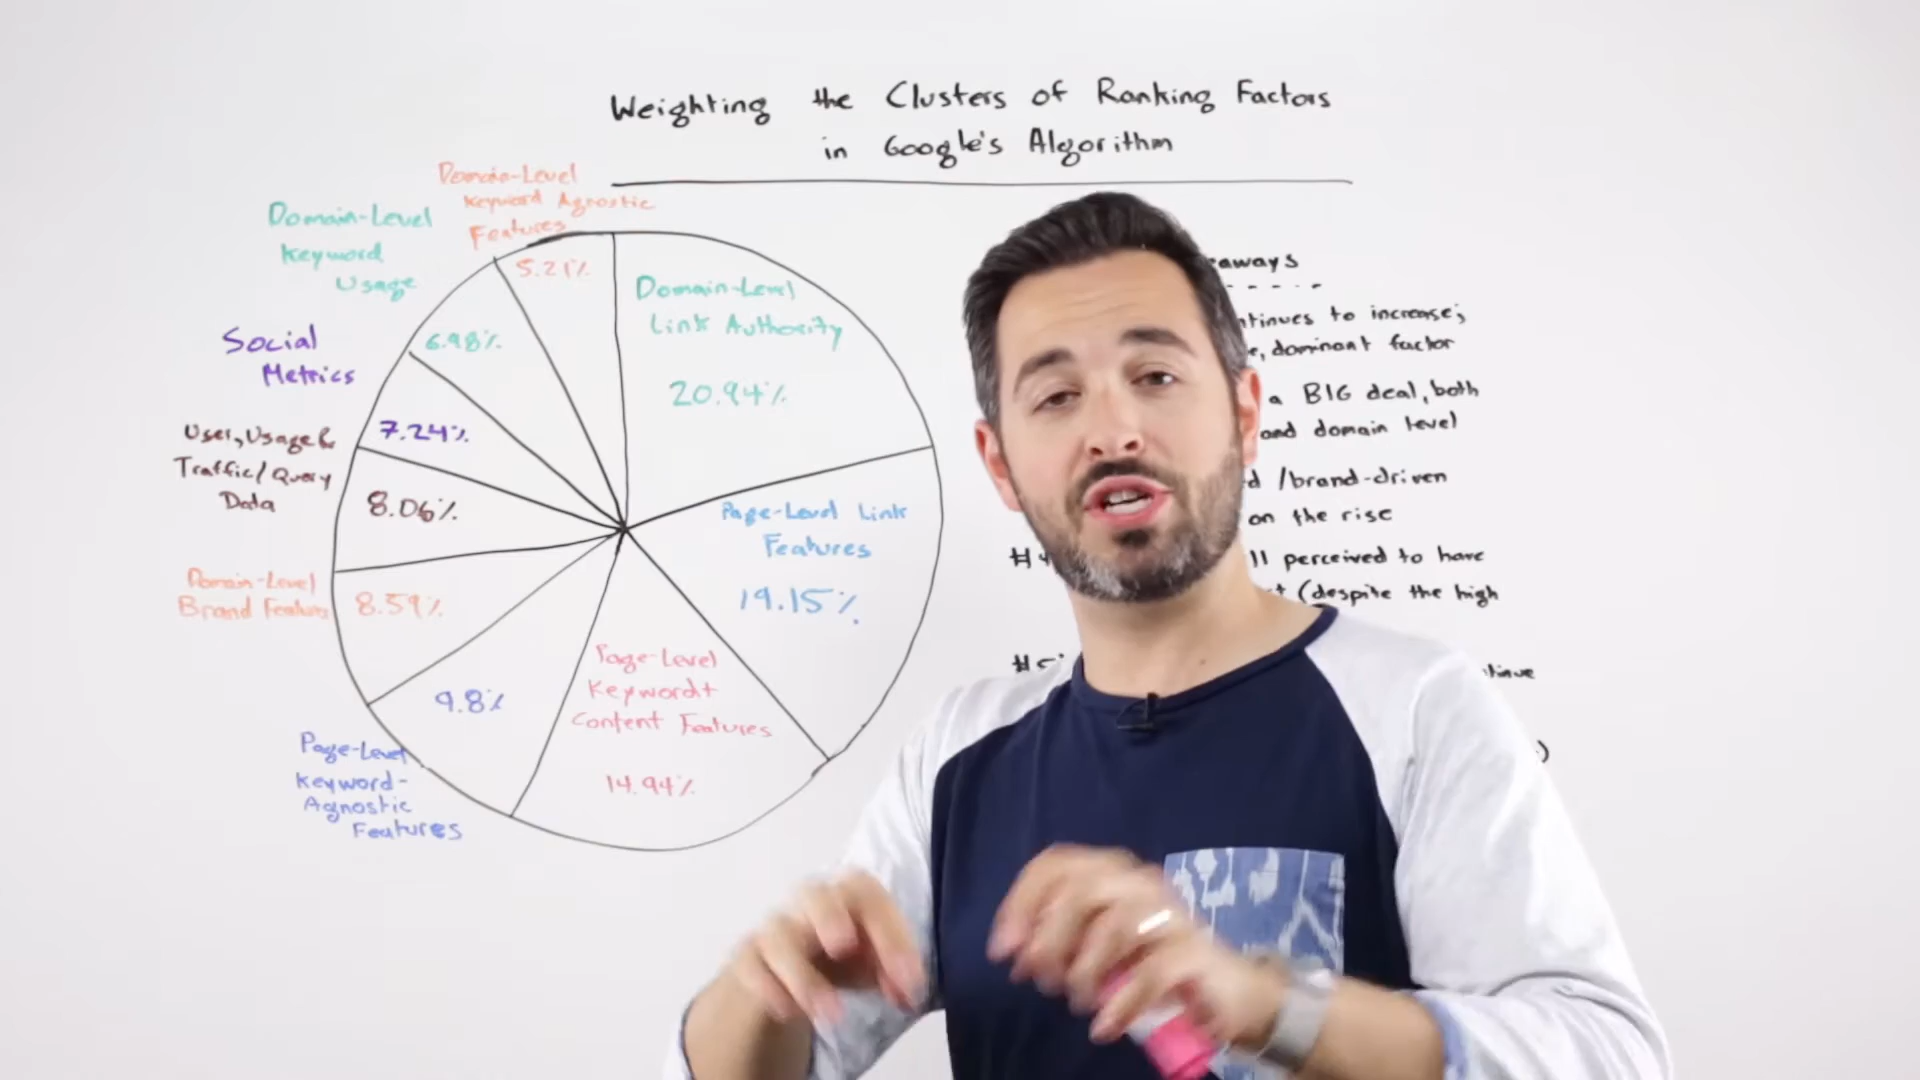 Weighting the Clusters of Ranking Factors
in Google's Algorithm
Domain-Level
Keyword Agnostic
Features
5.21%
Domain-Level
Keyword
Usage
6.98%
Social
Metrics
7.24%
User, Usage &
Traffic/Query
Data
8.06%
Domain-Level
Brand Features
8.59%
Page-Level
Keyword-
Agnostic
Features
9.8%
Page-Level
Keyword+
Content Features
14.94%
Page-Level Link
Features
19.15%
Domain-Level
Link Authority
20.94%
aways
tinues to increase;
, dominant factor
a BIG deal, both
and domain level
/brand-driven
on the rise
perceived to have
(despite the high